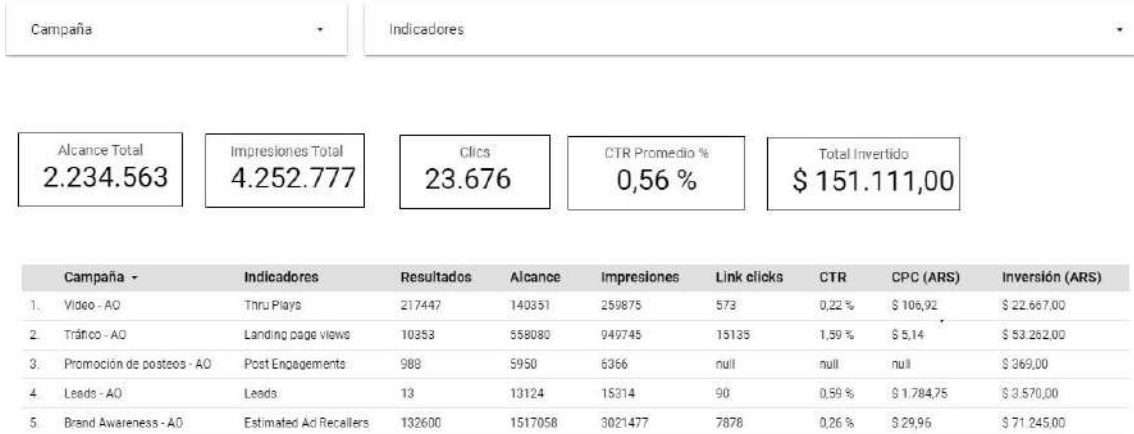 Campaña Indicadores
Alcance Total Impresiones Total Clics CTR Promedio % Total Invertido
2.234.563 4.252.777 23.676 0,56 % $ 151.111,00
Campaña Indicadores Resultados Alcance Impresiones Link clicks CTR CPC (ARS) Inversión (ARS)
1. Video - AO Thru Plays 217447 140351 259875 573 0,22 % $ 106,92 $ 22.667,00
2. Tráfico - AO Landing page views 10353 558080 949745 15135 1,59 % $ 5,14 $ 53.262,00
3. Promoción de posteos - AO Post Engagements 988 5950 6366 null null null $ 369,00
4. Leads - AO Leads 13 13124 15314 90 0,59 % $ 1.784,75 $ 3.570,00
5. Brand Awareness - AO Estimated Ad Recallers 132600 1517058 3021477 7878 0,26 % $ 29,96 $ 71.245,00